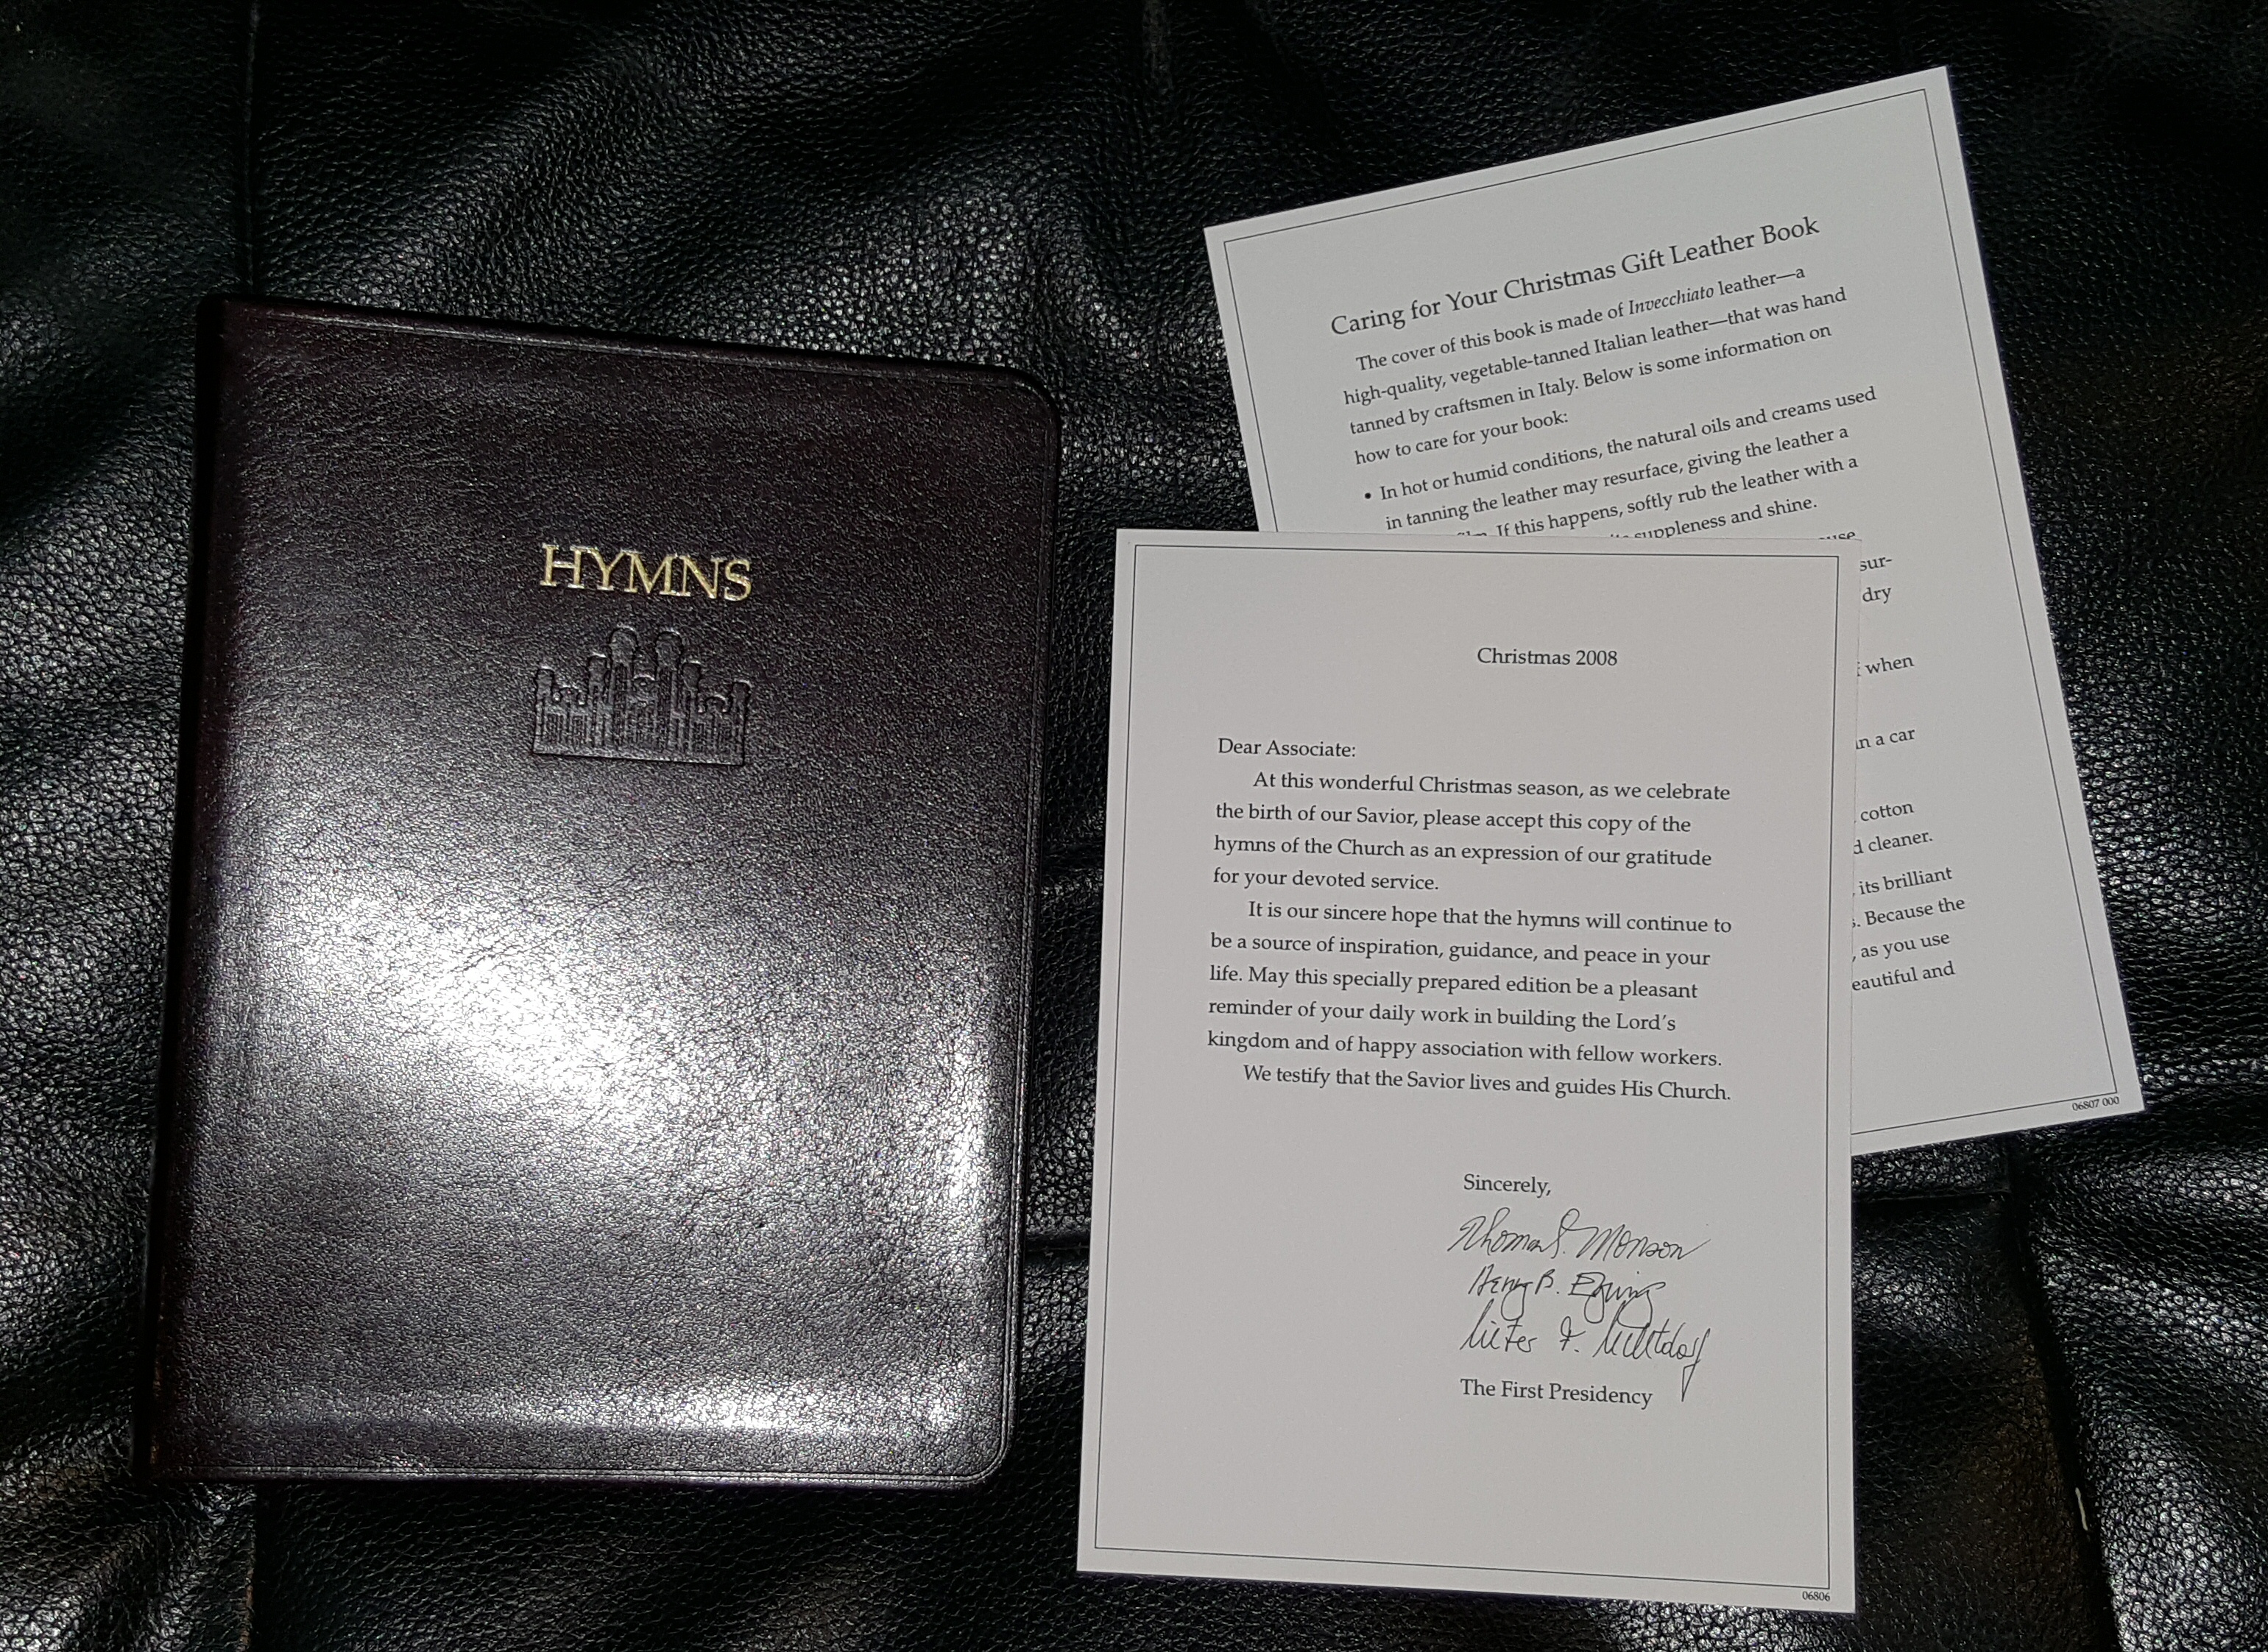 HYMNS
Caring for Your Christmas Gift Leather Book
The cover of this book is made of Invecchiato leather—a
high-quality, vegetable-tanned Italian leather—that was hand
tanned by craftsmen in Italy. Below is some information on
how to care for your book:
• In hot or humid conditions, the natural oils and creams used
in tanning the leather may resurface, giving the leather a
If this happens, softly rub the leather with a
suppleness and shine.
sur-
dry
when
in a car
cotton
cleaner.
its brilliant
Because the
, as you use
and
06807 000
Christmas 2008
Dear Associate:
At this wonderful Christmas season, as we celebrate
the birth of our Savior, please accept this copy of the
hymns of the Church as an expression of our gratitude
for your devoted service.
It is our sincere hope that the hymns will continue to
be a source of inspiration, guidance, and peace in your
life. May this specially prepared edition be a pleasant
reminder of your daily work in building the Lord's
kingdom and of happy association with fellow workers.
We testify that the Savior lives and guides His Church.
Sincerely,
Thomas S. Monson
Henry B. Eyring
Dieter F. Uchtdorf
The First Presidency
06806